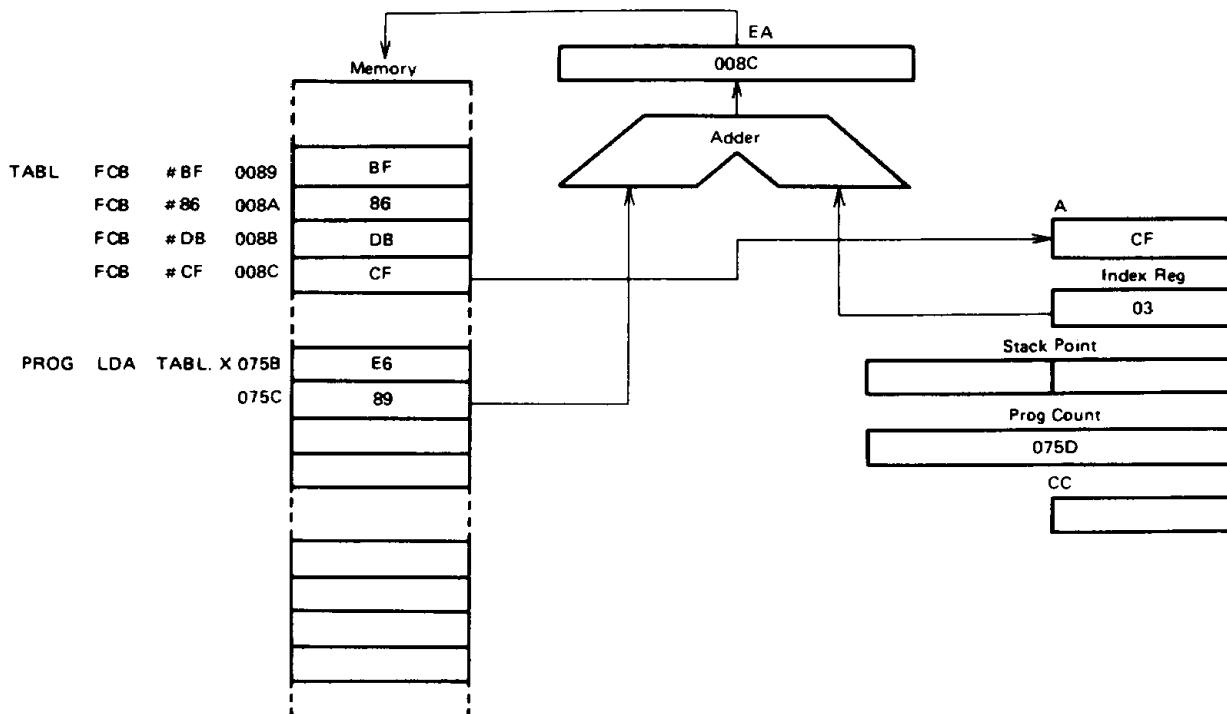 EA
008C
Memory
Adder
TABL FCB #BF 0089 BF
FCB #86 008A 86
FCB #DB 008B DB
FCB #CF 008C CF
A
CF
Index Reg
03
Stack Point
PROG LDA TABL. X 075B E6
075C 89
Prog Count
075D
CC